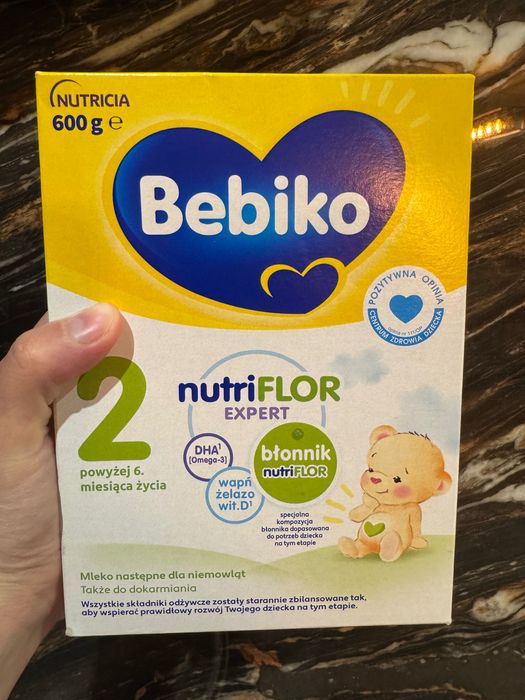 NUTRICIA
600 g ℮
Bebiko
POZYTYWNA OPINIA
CENTRUM ZDROWIA DZIECKA
2
powyżej 6.
miesiąca życia
nutriFLOR
EXPERT
DHA¹
[Omega-3]
wapń
żelazo
wit.D¹
błonnik
nutriFLOR
specjalna
kompozycja
błonnika dopasowana
do potrzeb dziecka
na tym etapie
Mleko następne dla niemowląt
Także do dokarmiania
Wszystkie składniki odżywcze zostały starannie zbilansowane tak,
aby wspierać prawidłowy rozwój Twojego dziecka na tym etapie.